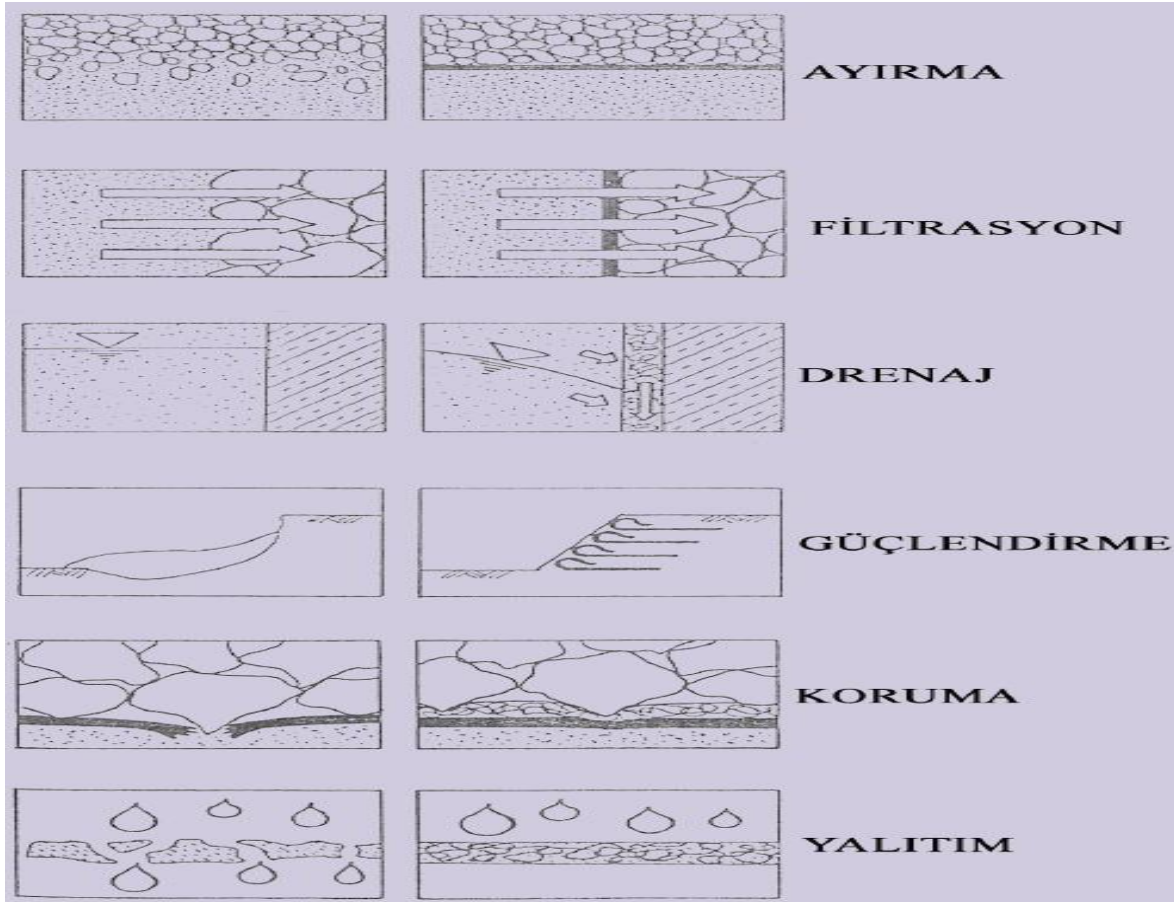 AYIRMA
FİLTRASYON
DRENAJ
GÜÇLENDİRME
KORUMA
YALITIM